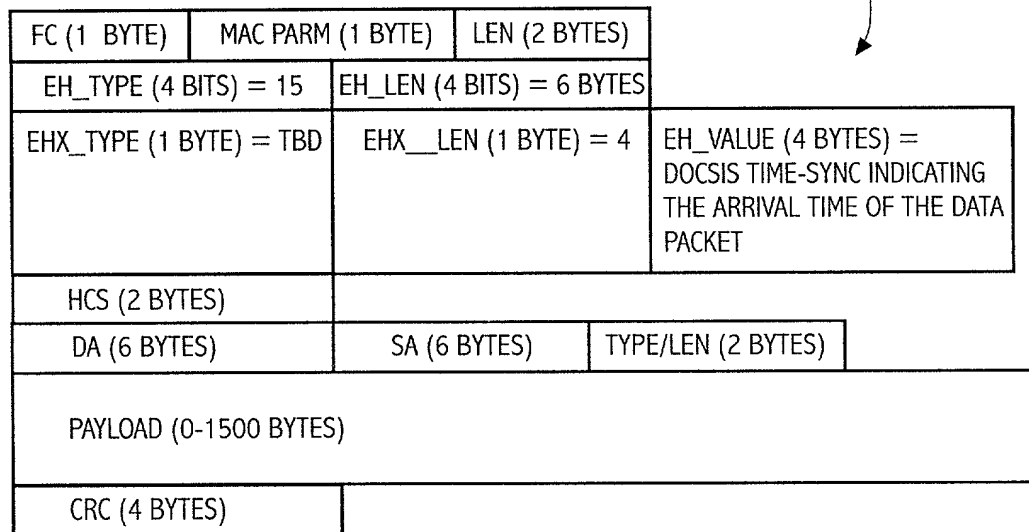 FC (1 BYTE) MAC PARM (1 BYTE) LEN (2 BYTES)
EH_TYPE (4 BITS) = 15 EH_LEN (4 BITS) = 6 BYTES
EHX_TYPE (1 BYTE) = TBD EHX__LEN (1 BYTE) = 4 EH_VALUE (4 BYTES) =
DOCSIS TIME-SYNC INDICATING
THE ARRIVAL TIME OF THE DATA
PACKET
HCS (2 BYTES)
DA (6 BYTES) SA (6 BYTES) TYPE/LEN (2 BYTES)
PAYLOAD (0-1500 BYTES)
CRC (4 BYTES)